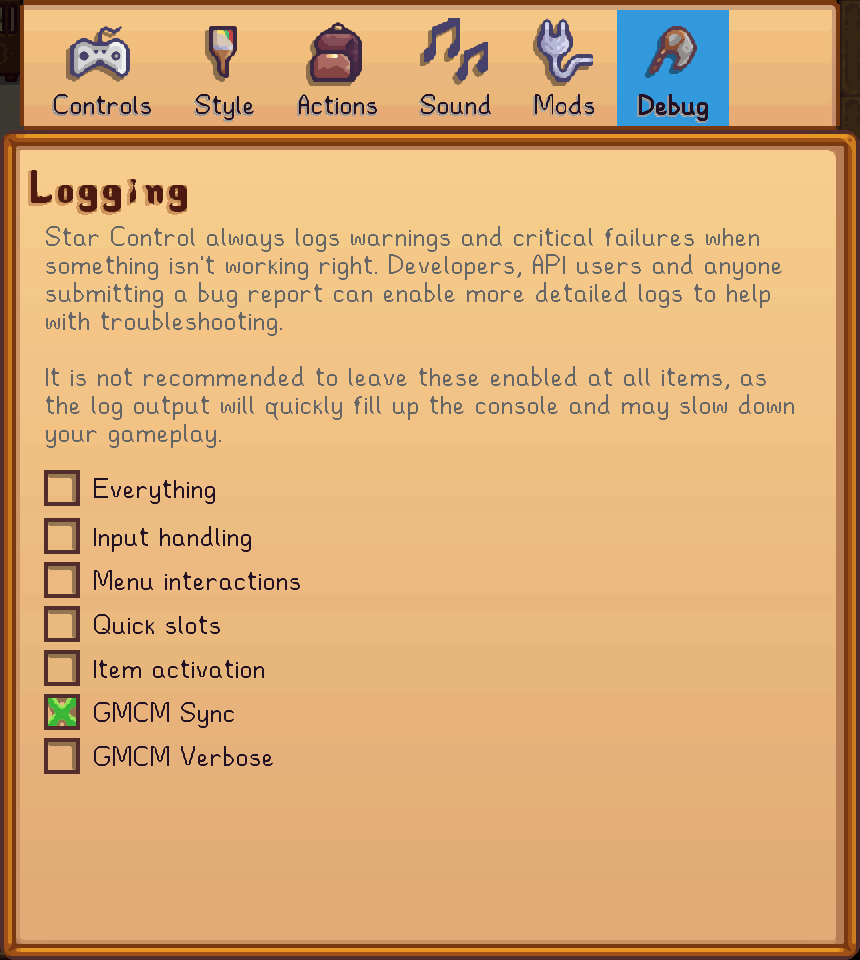 Controls Style Actions Sound Mods Debug
Logging
Star Control always logs warnings and critical failures when
something isn't working right. Developers, API users and anyone
submitting a bug report can enable more detailed logs to help
with troubleshooting.
It is not recommended to leave these enabled at all items, as
the log output will quickly fill up the console and may slow down
your gameplay.
Everything
Input handling
Menu interactions
Quick slots
Item activation
GMCM Sync
GMCM Verbose